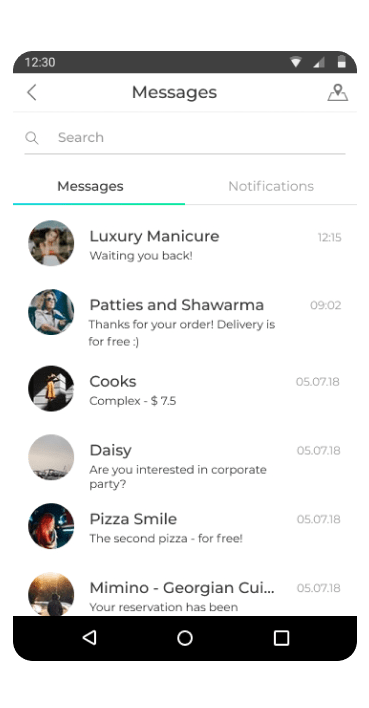 12:30
Messages
Search
Messages
Notifications
Luxury Manicure
12:15
Waiting you back!
Patties and Shawarma
09:02
Thanks for your order! Delivery is
for free :)
Cooks
05.07.18
Complex - $ 7.5
Daisy
05.07.18
Are you interested in corporate
party?
Pizza Smile
05.07.18
The second pizza - for free!
Mimino - Georgian Cui...
05.07.18
Your reservation has been